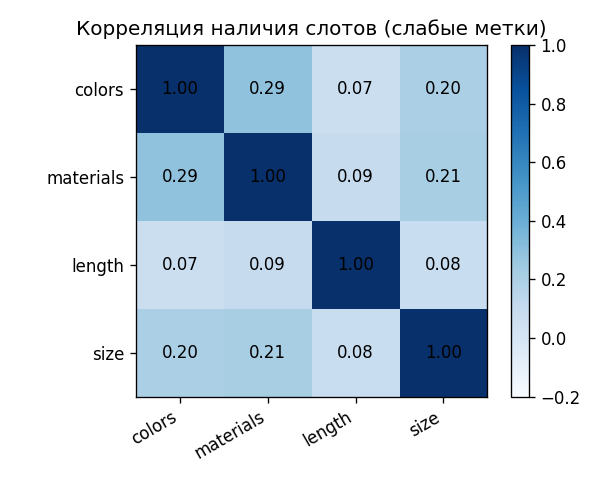 Корреляция наличия слотов (слабые метки)
colors 1.00 0.29 0.07 0.20
materials 0.29 1.00 0.09 0.21
length 0.07 0.09 1.00 0.08
size 0.20 0.21 0.08 1.00
colors materials length size
1.0
0.8
0.6
0.4
0.2
0.0
−0.2